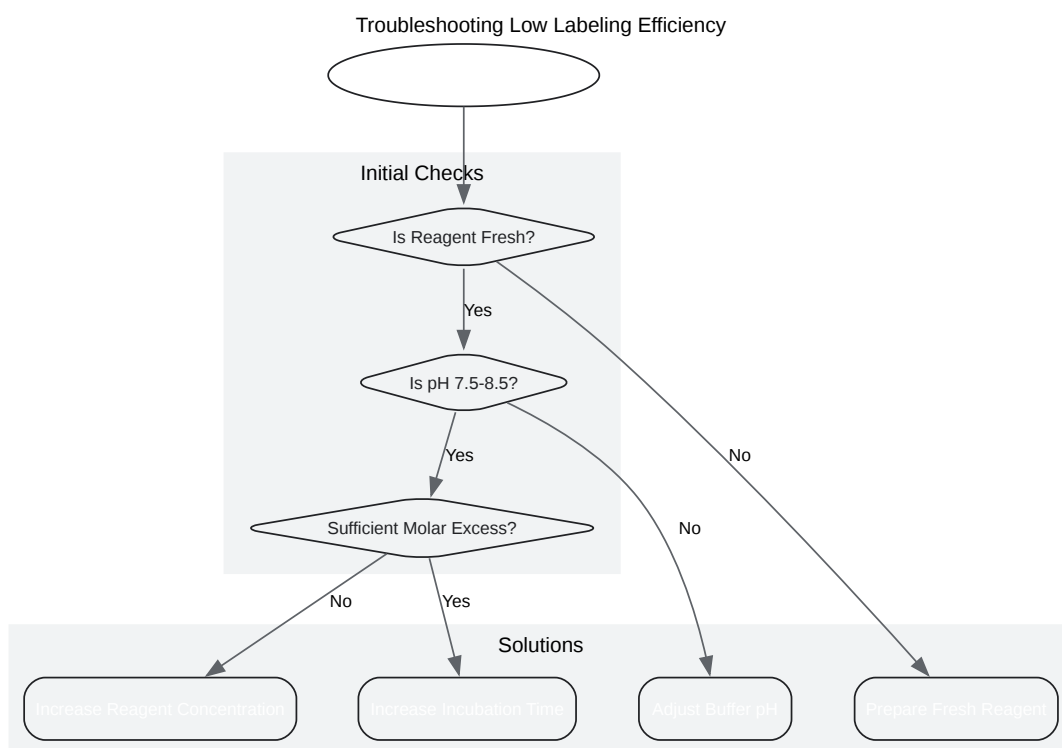 Troubleshooting Low Labeling Efficiency
Initial Checks
Is Reagent Fresh?
Yes
Is pH 7.5-8.5?
Yes
No
Sufficient Molar Excess?
No
No
Yes
Solutions
Increase Reagent Concentration
Increase Incubation Time
Adjust Buffer pH
Prepare Fresh Reagent